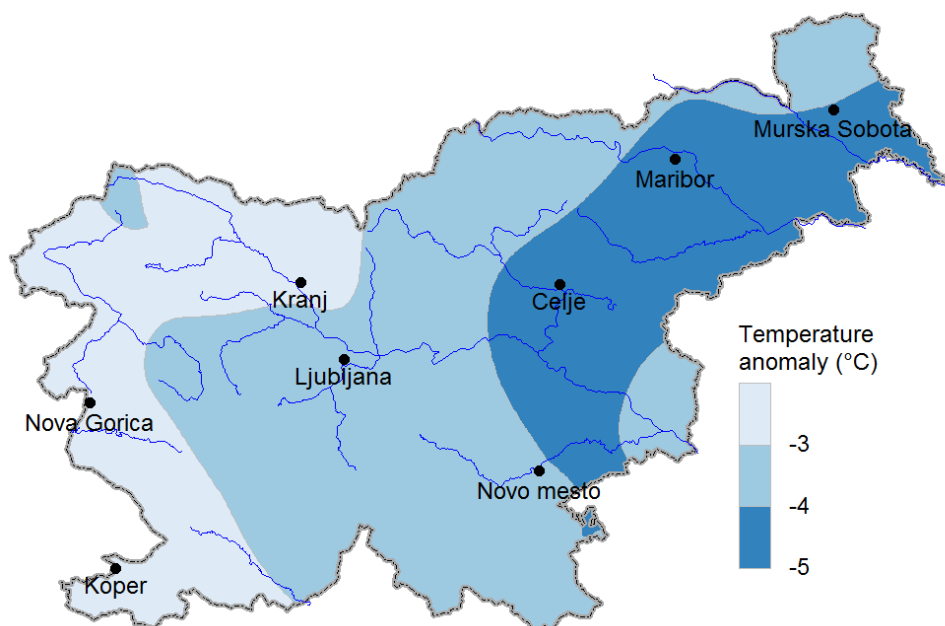 Murska Sobota
Maribor
Kranj
Celje
Ljubljana
Nova Gorica
Novo mesto
Koper
Temperature
anomaly (°C)
-3
-4
-5